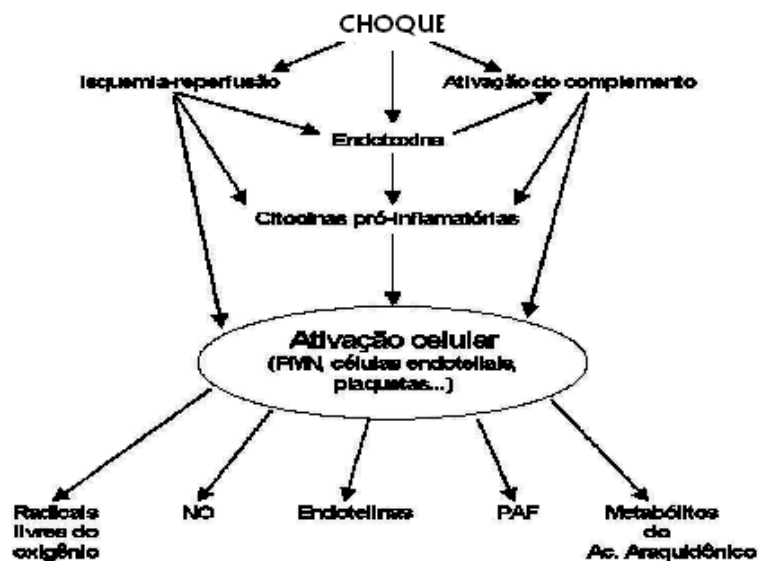 CHOQUE
Isquemia-reperfusão
Ativação do complemento
Endotoxina
Citocinas pró-inflamatórias
Ativação celular
(PMN, células endoteliais,
plaquetas...)
Radicais
livres do
oxigênio
NO
Endotelinas
PAF
Metabólitos
do
Ac. Araquidônico